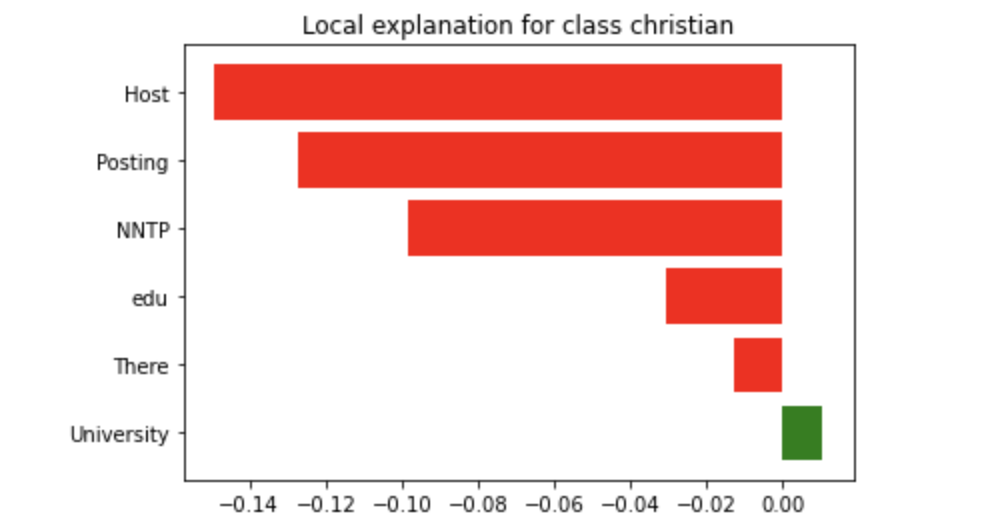 Local explanation for class christian
Host
Posting
NNTP
edu
There
University
−0.14 −0.12 −0.10 −0.08 −0.06 −0.04 −0.02 0.00